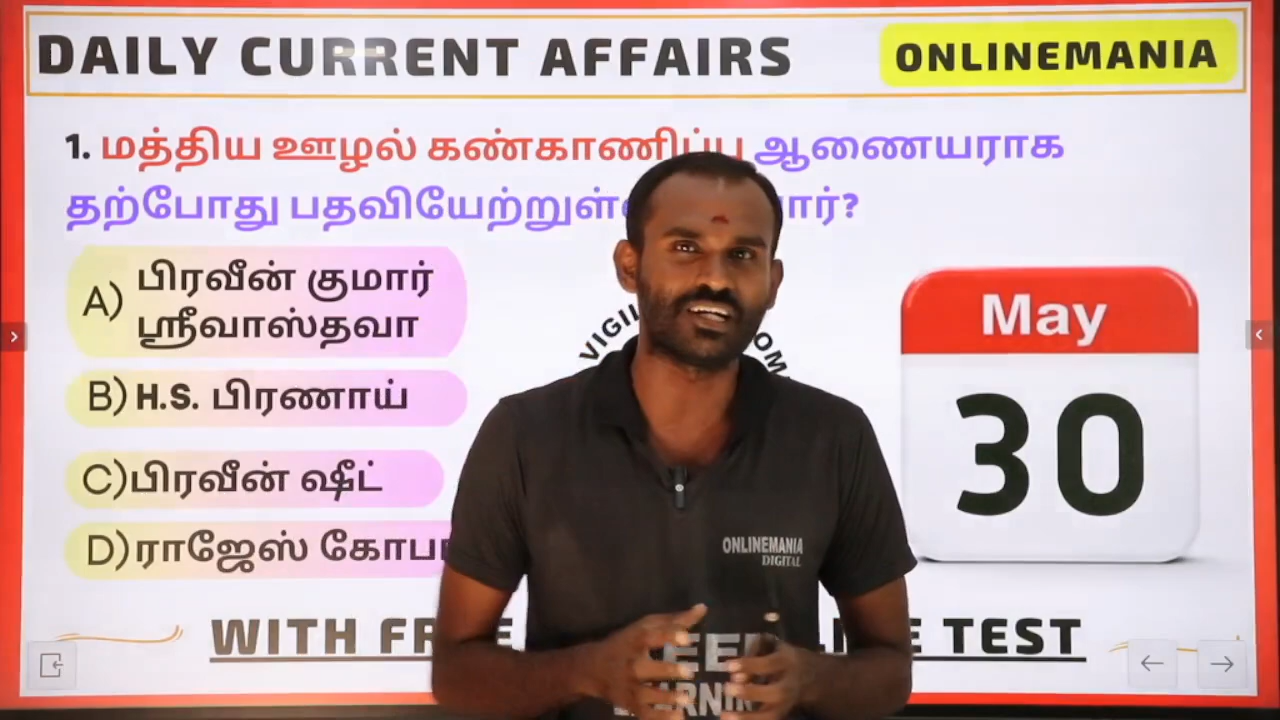 DAILY CURRENT AFFAIRS
ONLINEMANIA
1. மத்திய ஊழல் கண்காணிப்பு ஆணையராக
தற்போது பதவியேற்றுள்
A) பிரவீன் குமார்
ஸ்ரீவாஸ்தவா
B) H.S. பிரணாய்
C) பிரவீன் ஷீட்
D) ராஜேஸ் கோபா
May
30
ONLINEMANIA
DIGITAL
WITH TEST